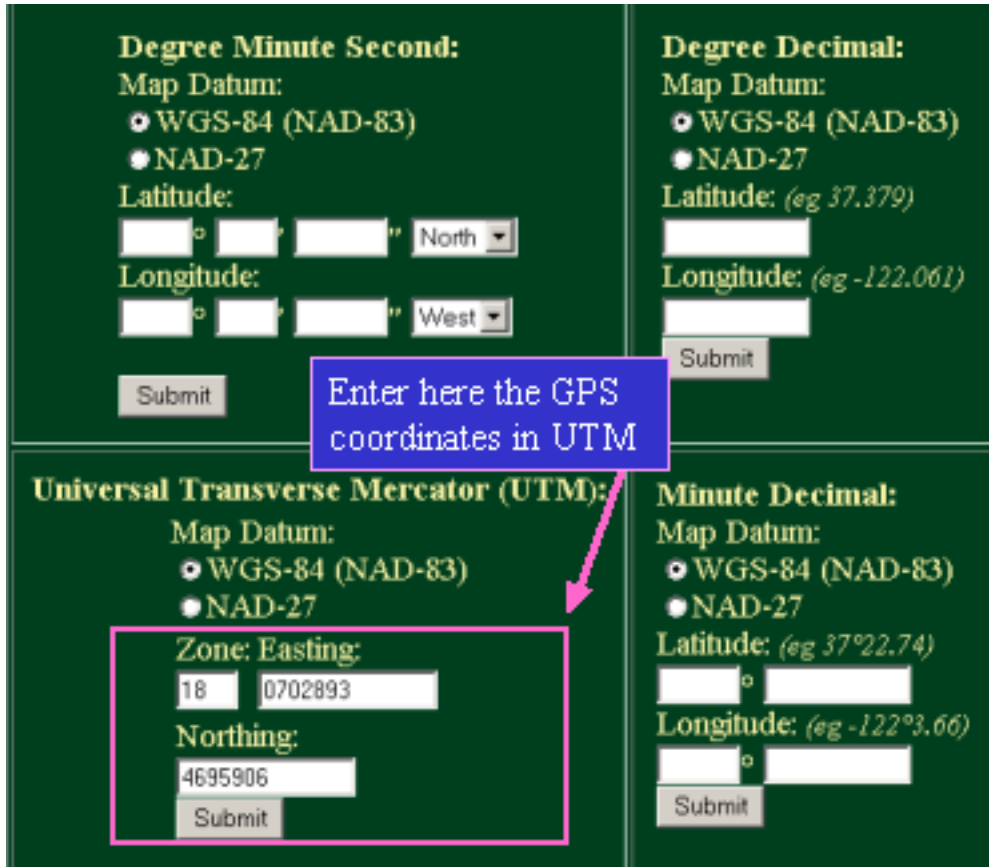 Degree Minute Second:
Map Datum:
WGS-84 (NAD-83)
NAD-27
Latitude:
° ' " North
Longitude:
° ' " West
Submit
Degree Decimal:
Map Datum:
WGS-84 (NAD-83)
NAD-27
Latitude: (eg 37.379)
Longitude: (eg -122.061)
Submit
Enter here the GPS
coordinates in UTM
Universal Transverse Mercator (UTM):
Map Datum:
WGS-84 (NAD-83)
NAD-27
Zone: Easting:
18 0702893
Northing:
4695906
Submit
Minute Decimal:
Map Datum:
WGS-84 (NAD-83)
NAD-27
Latitude: (eg 37°22.74)
°
Longitude: (eg -122°3.66)
°
Submit